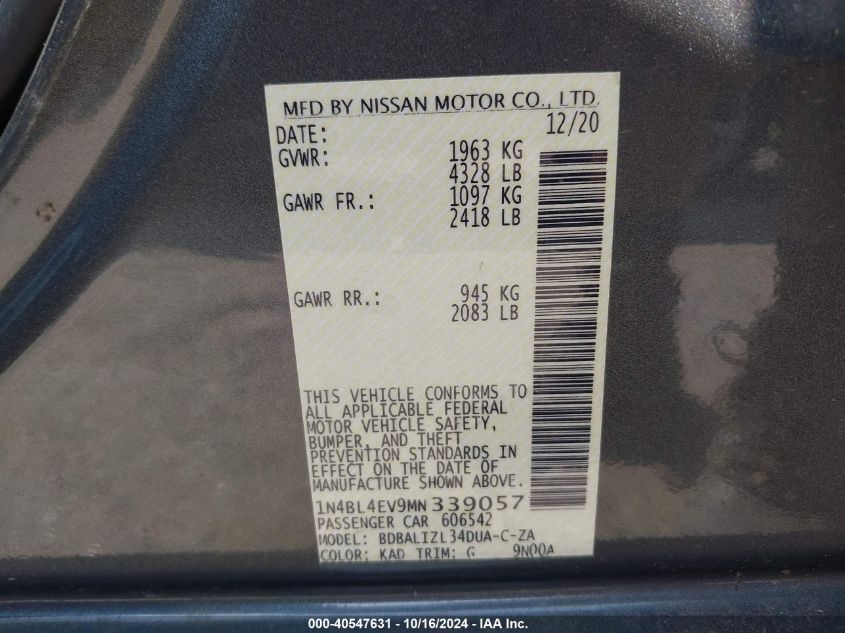 MFD BY NISSAN MOTOR CO., LTD.
DATE: 12/20
GVWR: 1963 KG
4328 LB
GAWR FR.: 1097 KG
2418 LB
GAWR RR.: 945 KG
2083 LB
THIS VEHICLE CONFORMS TO
ALL APPLICABLE FEDERAL
MOTOR VEHICLE SAFETY,
BUMPER, AND THEFT
PREVENTION STANDARDS IN
EFFECT ON THE DATE OF
MANUFACTURE SHOWN ABOVE.
1N4BL4EV9MN339057
PASSENGER CAR 606542
MODEL: BDBALIZL34DUA-C-ZA
COLOR: KAD TRIM: G 9N00A
000-40547631 - 10/16/2024 - IAA Inc.